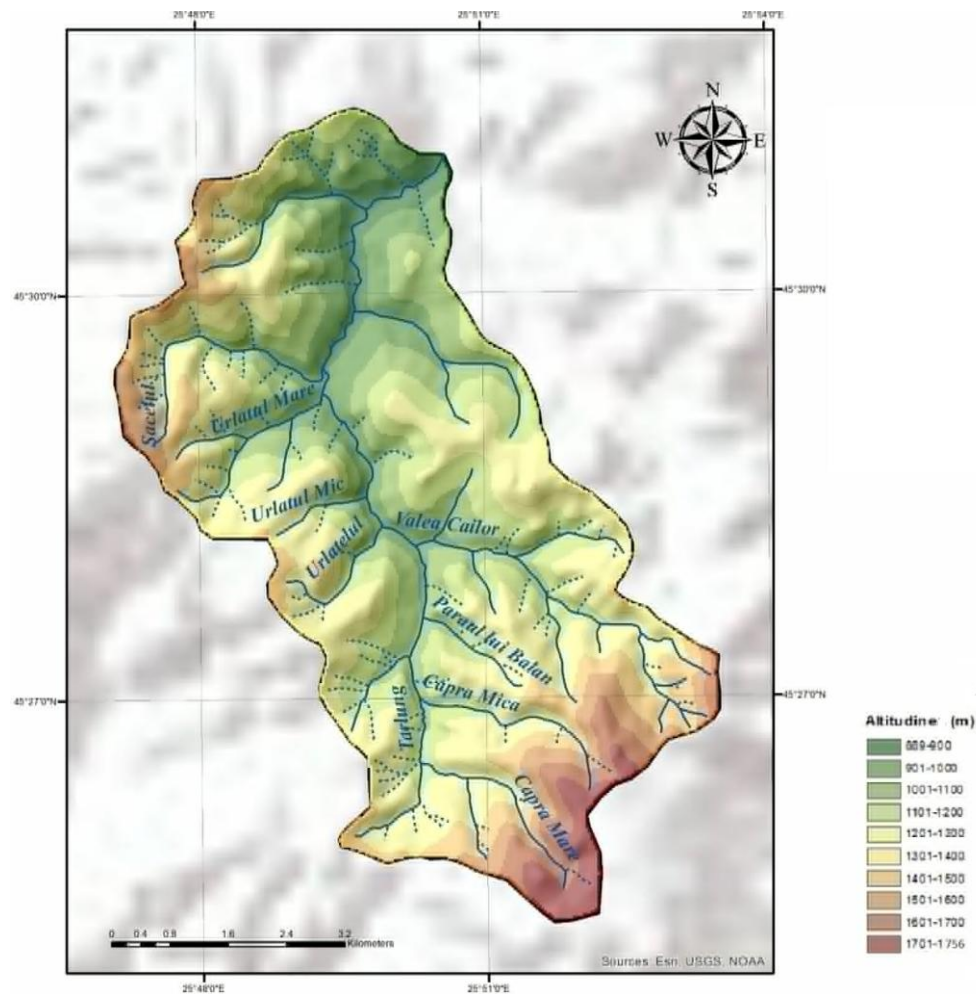 25°48'0"E
25°51'0"E
25°54'0"E
N
W
E
S
45°30'0"N
45°30'0"N
Sacelul
Urlatul Mare
Urlatul Mic
Urlatelul
Valea Cailor
Paraul lui Balan
Capra Mica
45°27'0"N
45°27'0"N
Tarlung
Capra Mare
Altitudine (m)
889-900
901-1000
1001-1100
1101-1200
1201-1300
1301-1400
1401-1500
1501-1600
1601-1700
1701-1756
0 0.4 0.8 1.6 2.4 3.2
Kilometers
Sources: Esri, USGS, NOAA
25°48'0"E
25°51'0"E